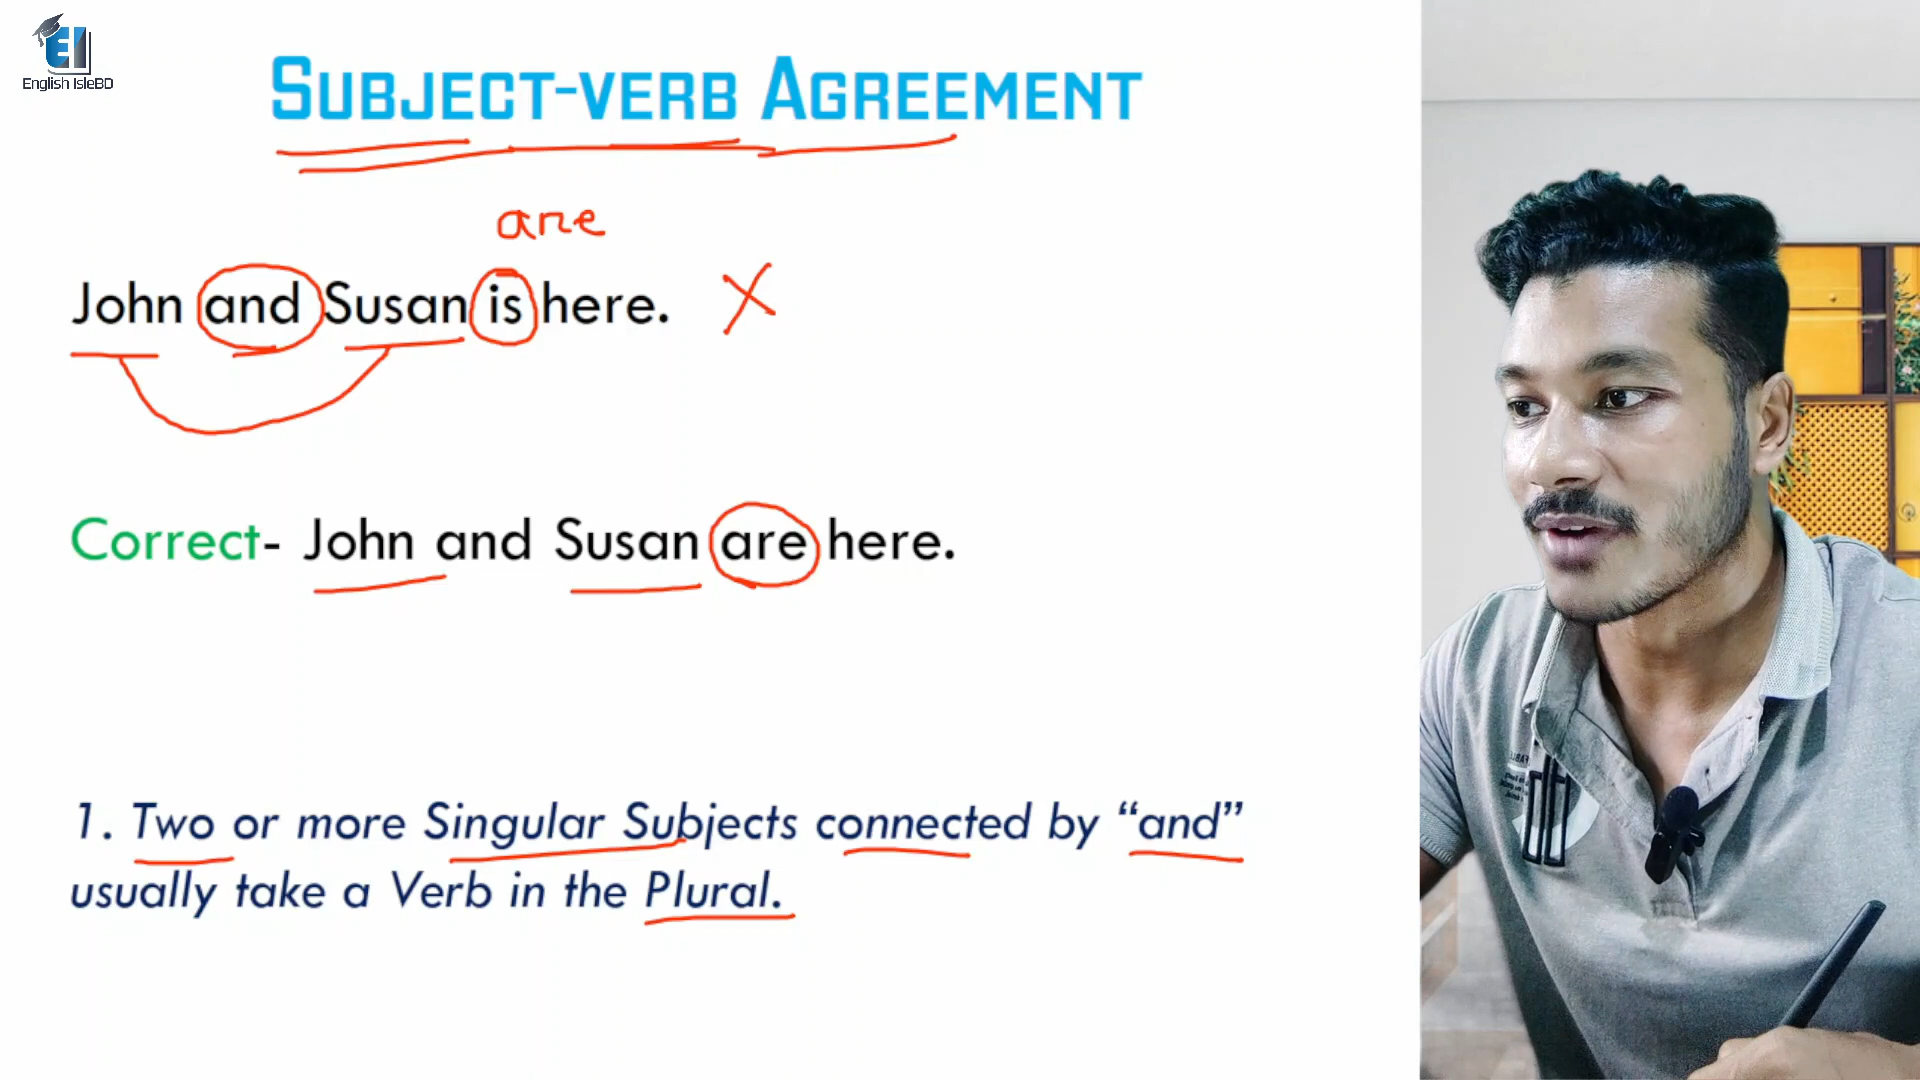 English IsleBD
SUBJECT-VERB AGREEMENT
are
John and Susan is here. X
Correct- John and Susan are here.
1. Two or more Singular Subjects connected by “and”
usually take a Verb in the Plural.